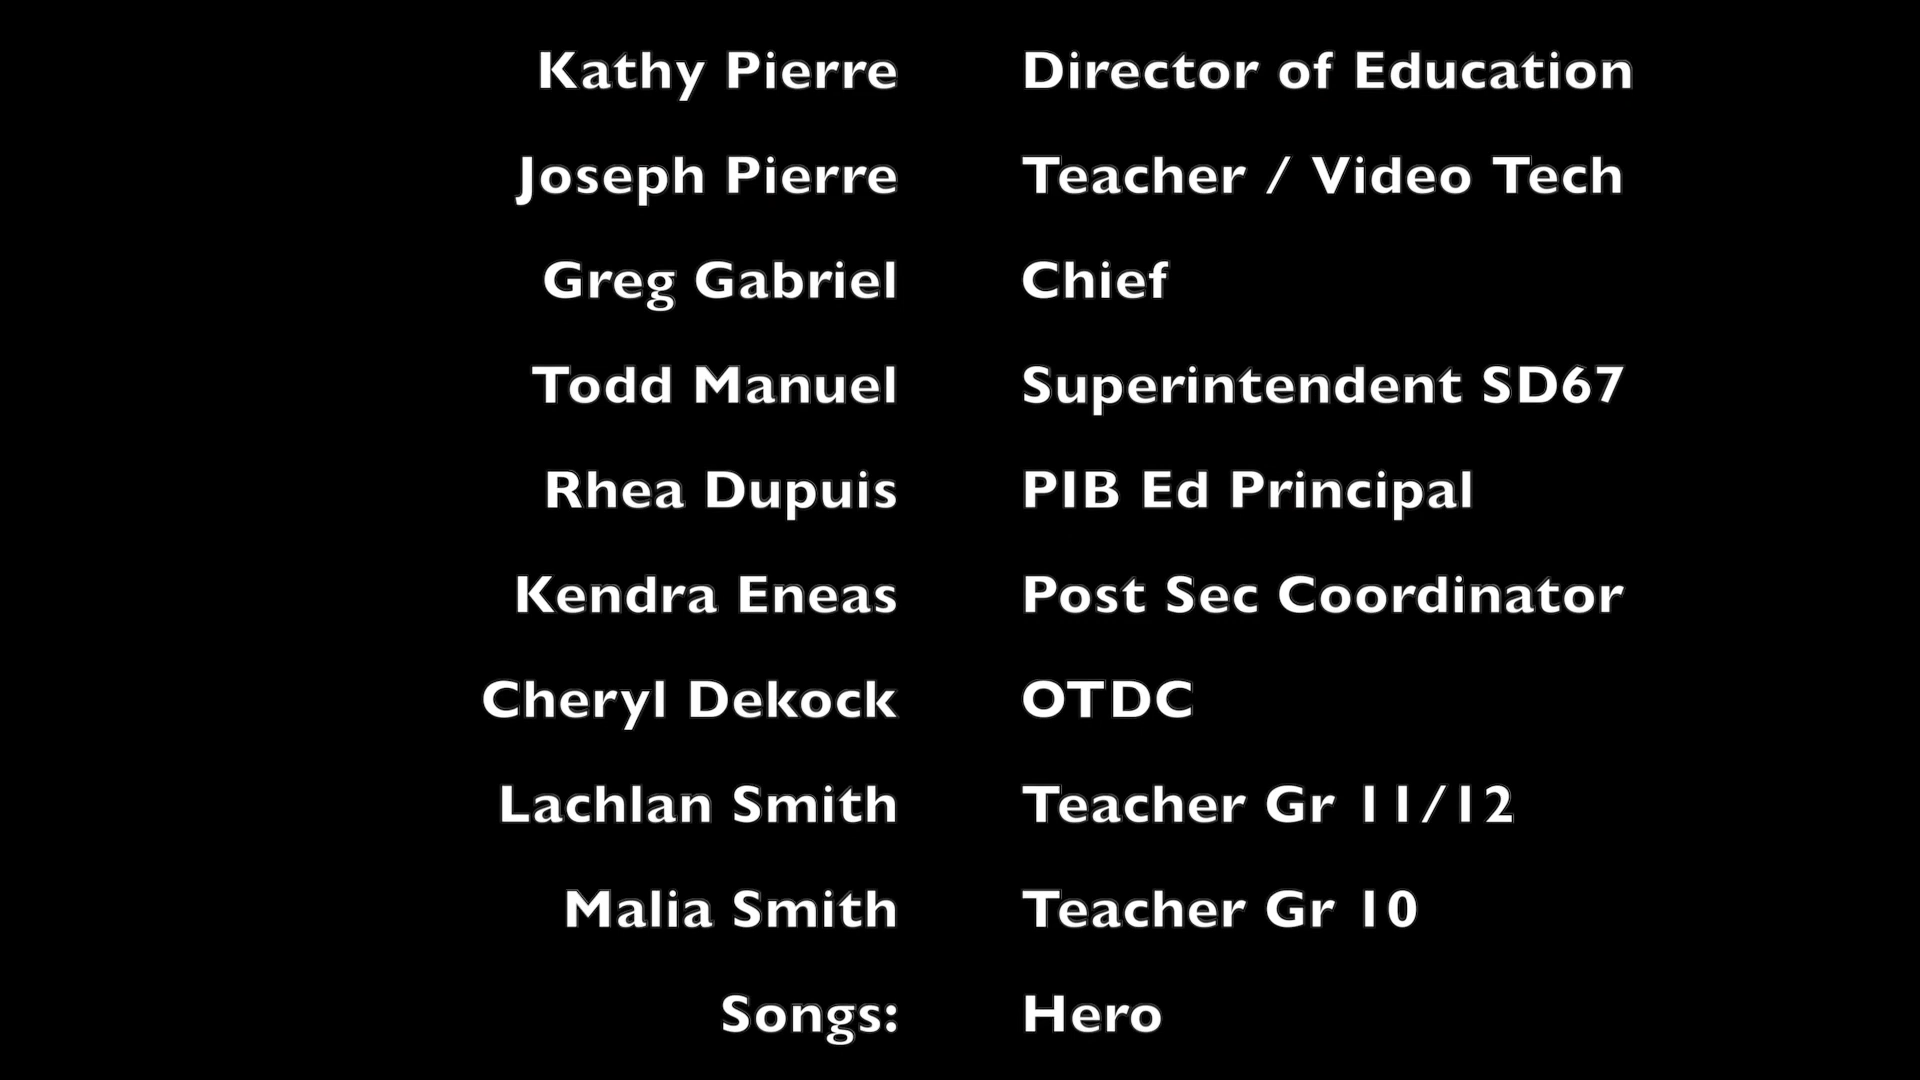 Kathy Pierre Director of Education
Joseph Pierre Teacher / Video Tech
Greg Gabriel Chief
Todd Manuel Superintendent SD67
Rhea Dupuis PIB Ed Principal
Kendra Eneas Post Sec Coordinator
Cheryl Dekock OTDC
Lachlan Smith Teacher Gr 11/12
Malia Smith Teacher Gr 10
Songs: Hero